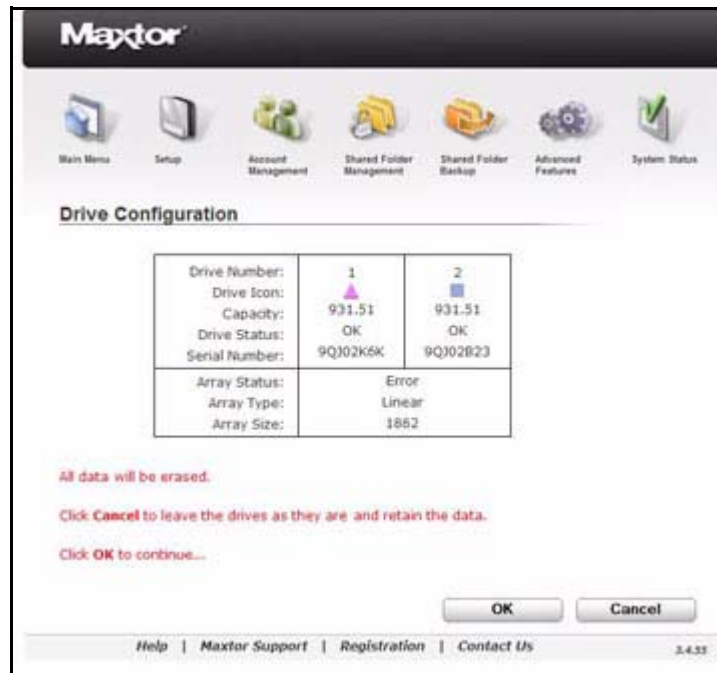 Maxtor
Main Menu
Setup
Account Management
Shared Folder Management
Shared Folder Backup
Advanced Features
System Status
Drive Configuration
Drive Number: 1 2
Drive Icon:
Capacity: 931.51 931.51
Drive Status: OK OK
Serial Number: 9QJ02K6K 9QJ02B23
Array Status: Error
Array Type: Linear
Array Size: 1862
All data will be erased.
Click Cancel to leave the drives as they are and retain the data.
Click OK to continue...
OK Cancel
Help | Maxtor Support | Registration | Contact Us
3.4.55